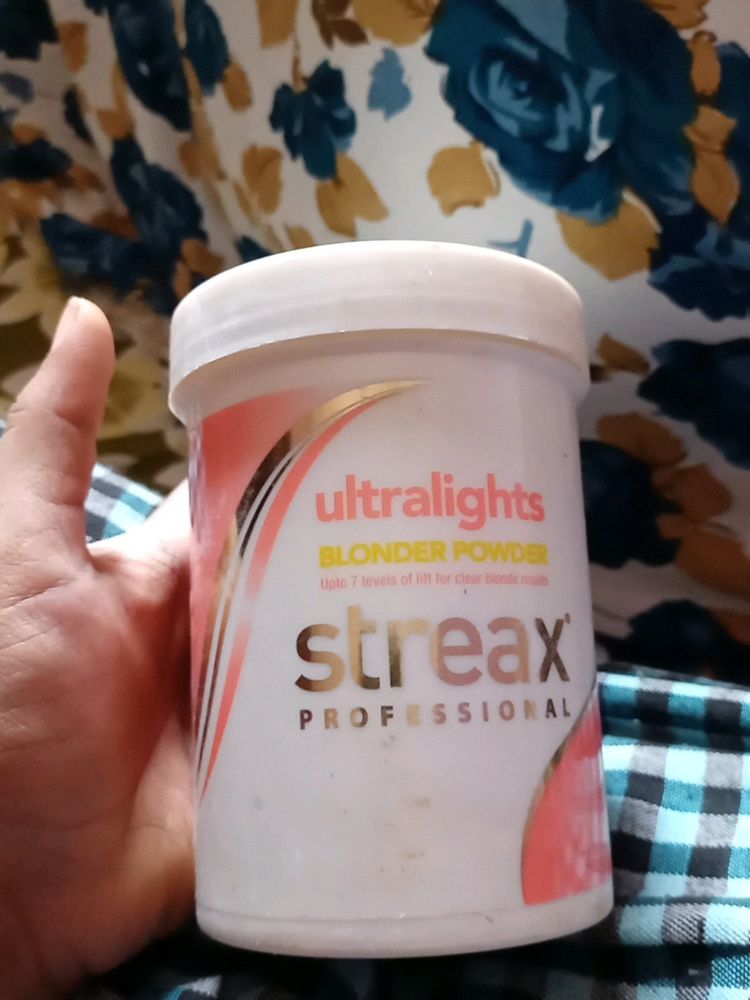 ultralights
BLONDER POWDER
Upto 7 levels of lift for clear blonde results
streax
PROFESSIONAL